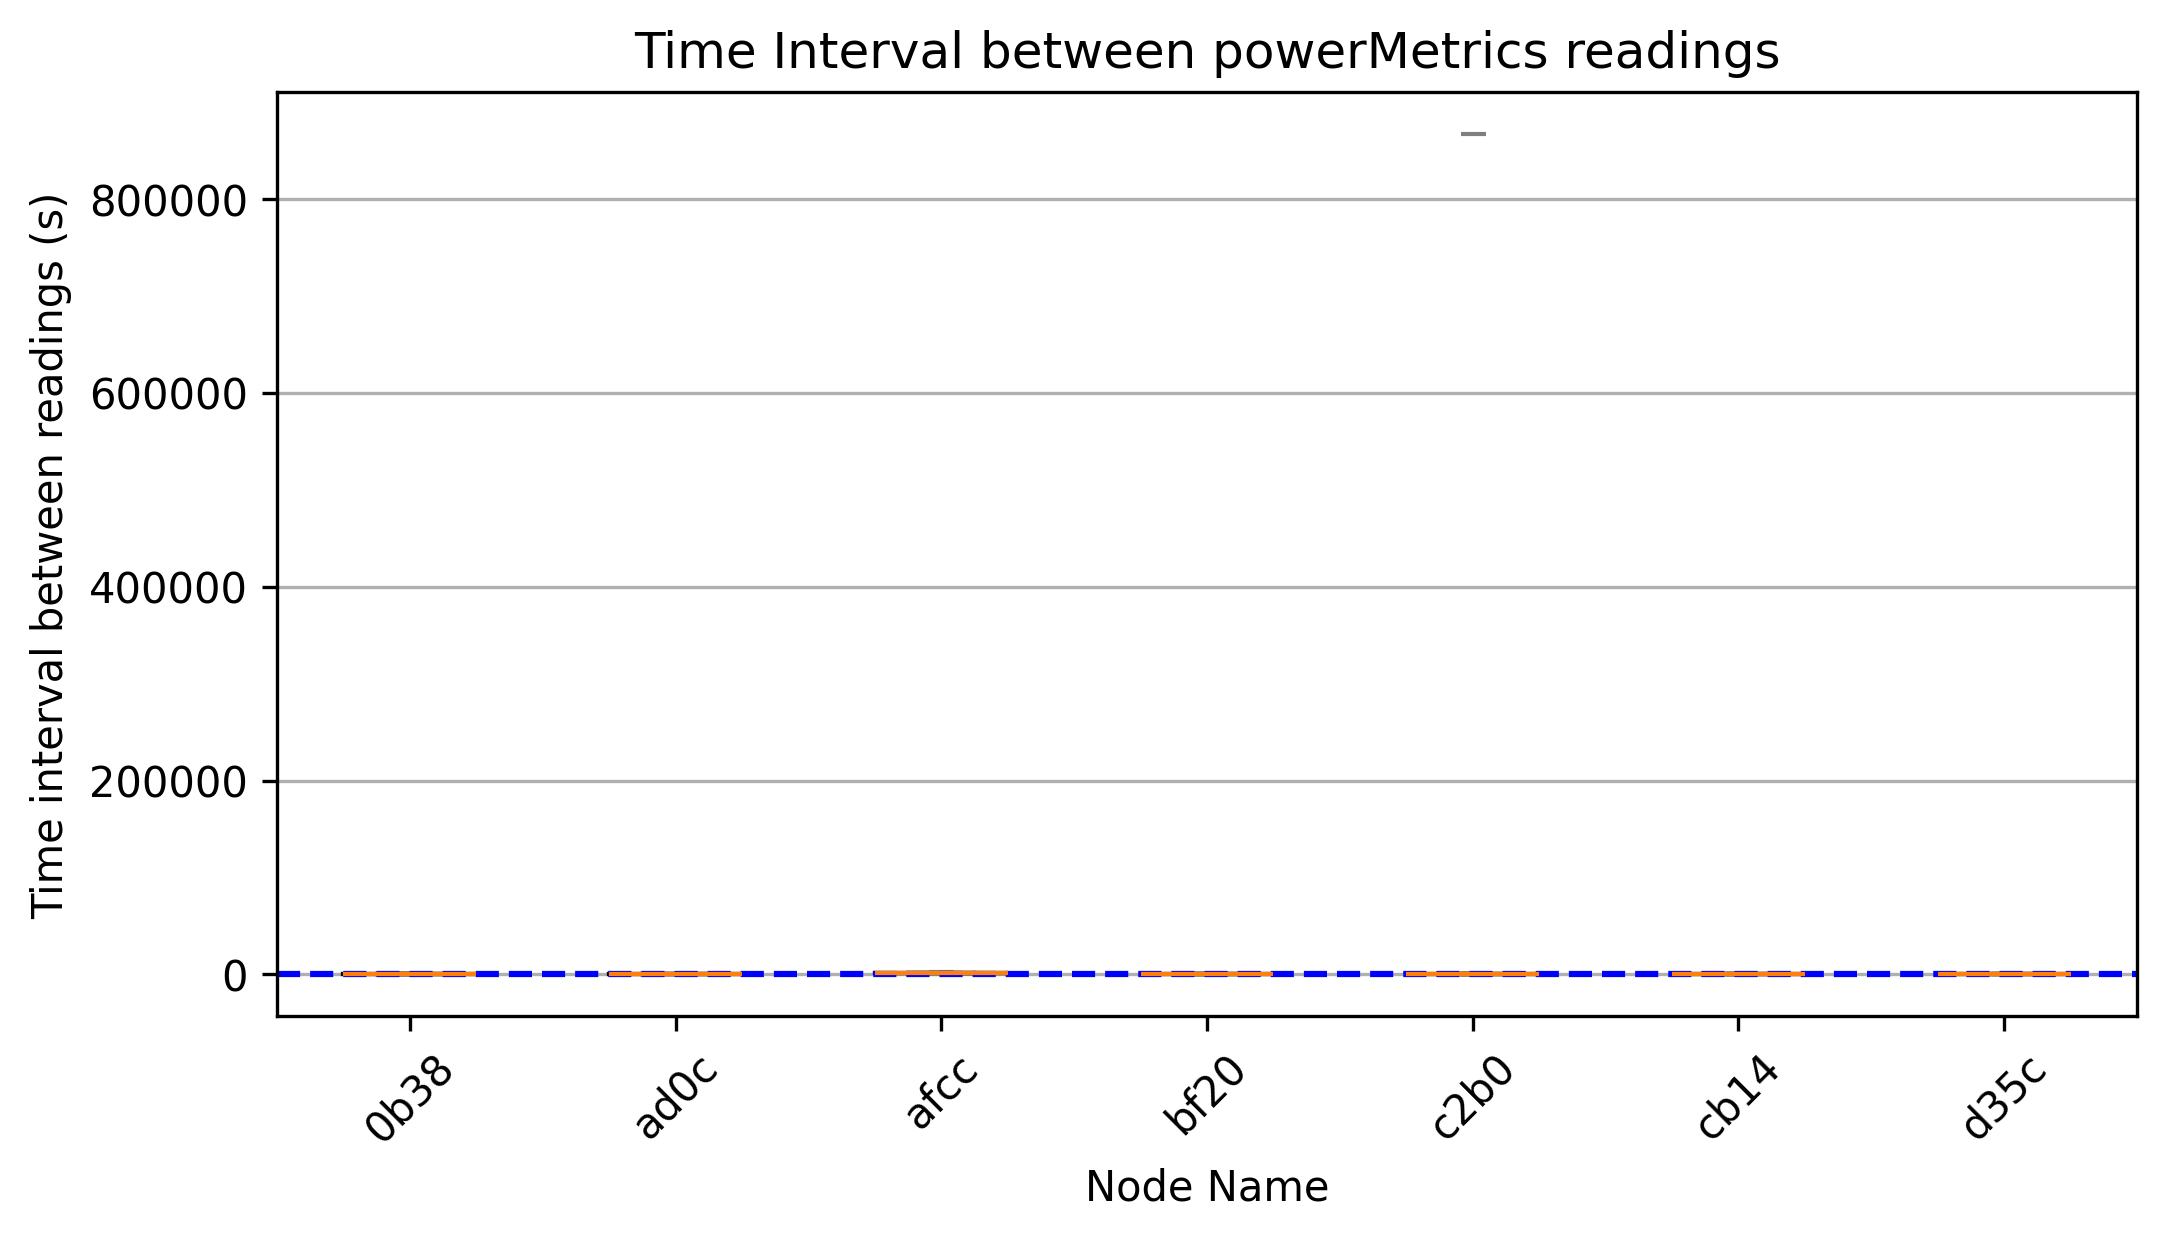 Time Interval between powerMetrics readings
Time interval between readings (s)
800000
600000
400000
200000
0
0b38
ad0c
afcc
bf20
c2b0
cb14
d35c
Node Name